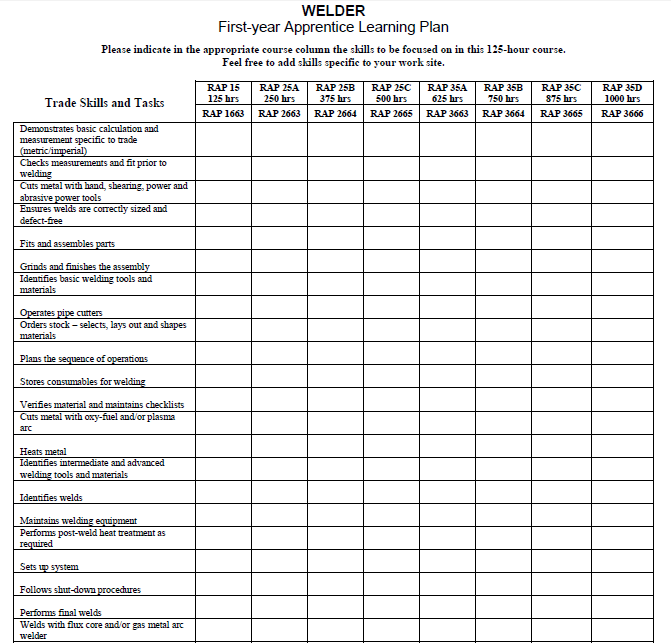 WELDER
First-year Apprentice Learning Plan
Please indicate in the appropriate course column the skills to be focused on in this 125-hour course.
Feel free to add skills specific to your work site.
Trade Skills and Tasks
RAP 15 RAP 25A RAP 25B RAP 25C RAP 35A RAP 35B RAP 35C RAP 35D
125 hrs 250 hrs 375 hrs 500 hrs 625 hrs 750 hrs 875 hrs 1000 hrs
RAP 1663 RAP 2663 RAP 2664 RAP 2665 RAP 3663 RAP 3664 RAP 3665 RAP 3666
Demonstrates basic calculation and
measurement specific to trade
(metric/imperial)
Checks measurements and fit prior to
welding
Cuts metal with hand, shearing, power and
abrasive power tools
Ensures welds are correctly sized and
defect-free
Fits and assembles parts
Grinds and finishes the assembly
Identifies basic welding tools and
materials
Operates pipe cutters
Orders stock – selects, lays out and shapes
materials
Plans the sequence of operations
Stores consumables for welding
Verifies material and maintains checklists
Cuts metal with oxy-fuel and/or plasma
arc
Heats metal
Identifies intermediate and advanced
welding tools and materials
Identifies welds
Maintains welding equipment
Performs post-weld heat treatment as
required
Sets up system
Follows shut-down procedures
Performs final welds
Welds with flux core and/or gas metal arc
welder